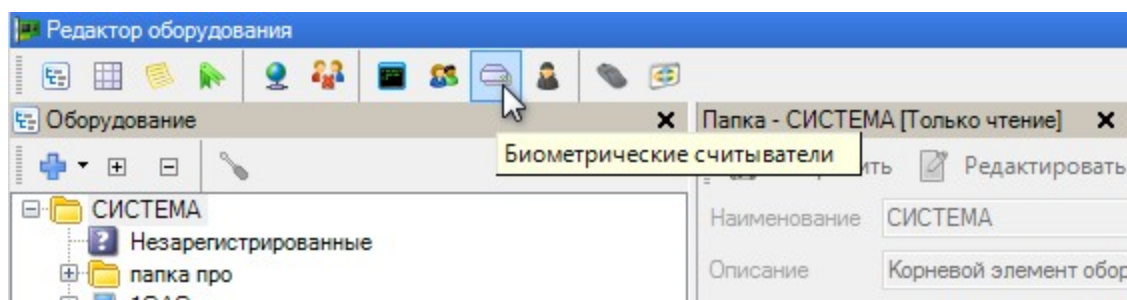 Редактор оборудования
Оборудование
Папка - СИСТЕМА [Только чтение]
Биометрические считыватели
Редактировать
СИСТЕМА
Незарегистрированные
папка про
Наименование СИСТЕМА
Описание Корневой элемент обор